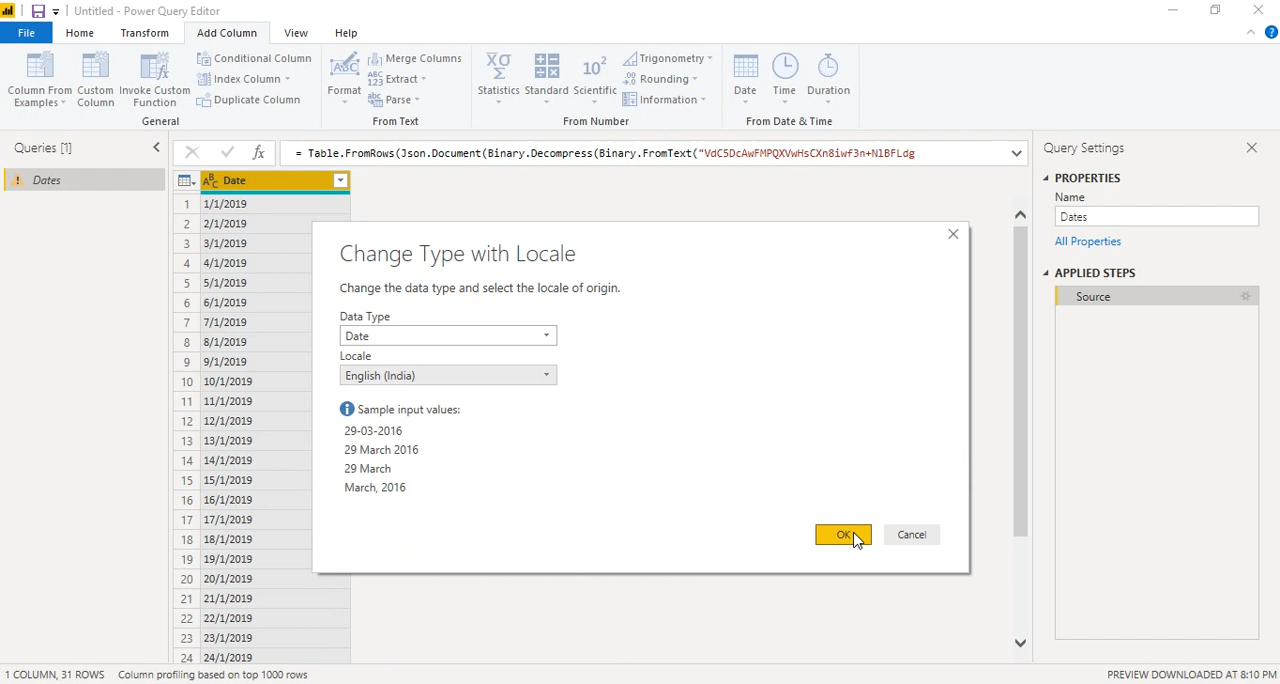 Untitled - Power Query Editor
File Home Transform Add Column View Help
Column From Examples
Custom Column
Invoke Custom Function
Conditional Column
Index Column
Duplicate Column
General
Format
Merge Columns
Extract
Parse
From Text
Statistics
Standard
Scientific
Trigonometry
Rounding
Information
From Number
Date
Time
Duration
From Date & Time
Queries [1]
Dates
= Table.FromRows(Json.Document(Binary.Decompress(Binary.FromText("VdC5DcAwFMPQXVwHsCXn8iwf3n+NlBFLdg
Date
1 1/1/2019
2 2/1/2019
3 3/1/2019
4 4/1/2019
5 5/1/2019
6 6/1/2019
7 7/1/2019
8 8/1/2019
9 9/1/2019
10 10/1/2019
11 11/1/2019
12 12/1/2019
13 13/1/2019
14 14/1/2019
15 15/1/2019
16 16/1/2019
17 17/1/2019
18 18/1/2019
19 19/1/2019
20 20/1/2019
21 21/1/2019
22 22/1/2019
23 23/1/2019
24 24/1/2019
Change Type with Locale
Change the data type and select the locale of origin.
Data Type
Date
Locale
English (India)
Sample input values:
29-03-2016
29 March 2016
29 March
March, 2016
OK Cancel
Query Settings
PROPERTIES
Name
Dates
All Properties
APPLIED STEPS
Source
1 COLUMN, 31 ROWS Column profiling based on top 1000 rows
PREVIEW DOWNLOADED AT 8:10 PM